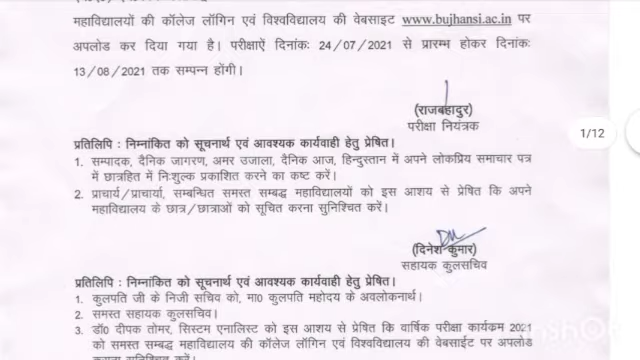 महाविद्यालयों की कॉलेज लॉगिन एवं विश्वविद्यालय की वेबसाइट www.bujhansi.ac.in पर
अपलोड कर दिया गया है। परीक्षाऐं दिनांकः 24/07/2021 से प्रारम्भ होकर दिनांकः
13/08/2021 तक सम्पन्न होंगी।
(राजबहादुर)
परीक्षा नियंत्रक
1/12
प्रतिलिपि : निम्नांकित को सूचनार्थ एवं आवश्यक कार्यवाही हेतु प्रेषित।
1. सम्पादक, दैनिक जागरण, अमर उजाला, दैनिक आज, हिन्दुस्तान में अपने लोकप्रिय समाचार पत्र
में छात्रहित में निःशुल्क प्रकाशित करने का कष्ट करें।
2. प्राचार्य/प्राचार्या, सम्बन्धित समस्त सम्बद्ध महाविद्यालयों को इस आशय से प्रेषित कि अपने
महाविद्यालय के छात्र/छात्राओं को सूचित करना सुनिश्चित करें।
(दिनेश कुमार)
सहायक कुलसचिव
प्रतिलिपि : निम्नांकित को सूचनार्थ एवं आवश्यक कार्यवाही हेतु प्रेषित।
1. कुलपति जी के निजी सचिव को, मा0 कुलपति महोदय के अवलोकनार्थ।
2. समस्त सहायक कुलसचिव।
3. डॉ0 दीपक तोमर, सिस्टम एनालिस्ट को इस आशय से प्रेषित कि वार्षिक परीक्षा कार्यक्रम 2021
को समस्त सम्बद्ध महाविद्यालयों की कॉलेज लॉगिन एवं विश्वविद्यालय की वेबसाईट पर अपलोड
कराना सुनिश्चित करें।